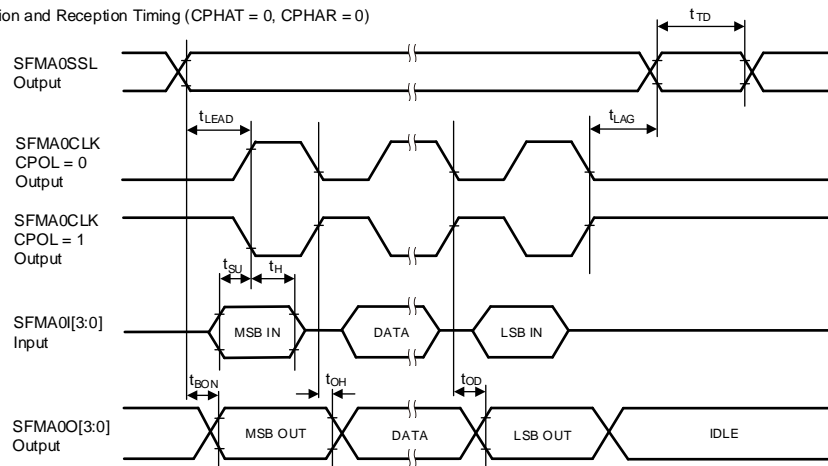 ion and Reception Timing (CPHAT = 0, CPHAR = 0)
tTD
SFMA0SSL
Output
tLEAD
tLAG
SFMA0CLK
CPOL = 0
Output
SFMA0CLK
CPOL = 1
Output
tSU
tH
SFMA0I[3:0]
Input
MSB IN
DATA
LSB IN
tBON
tOH
tOD
SFMA0O[3:0]
Output
MSB OUT
DATA
LSB OUT
IDLE